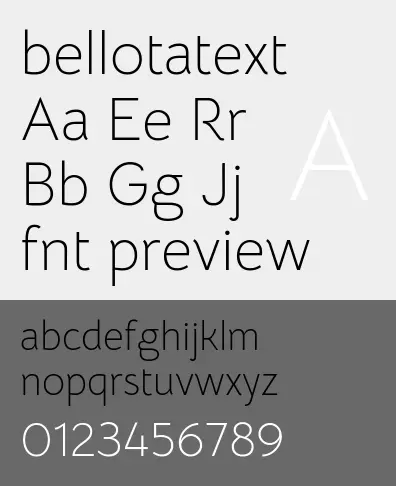 bellotatext
Aa Ee Rr
A
Bb Gg Jj
fnt preview
abcdefghijklm
nopqrstuvwxyz
0123456789